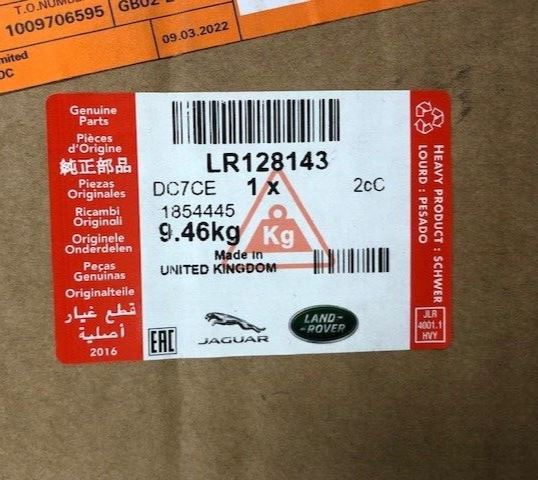 T.O.NUMB
1009706595
GB02
09.03.2022
mited
DC
Genuine
Parts
Pièces
d'Origine
純正部品
Piezas
Originales
Ricambi
Originali
Originele
Onderdelen
Peças
Genuinas
Originalteile
قطع غيار
أصلية
2016
LR128143
DC7CE 1 x 2cC
1854445
9.46kg
Kg
Made in
UNITED KINGDOM
EAC
JAGUAR
LAND-
-ROVER
HEAVY PRODUCT : SCHWER
LOURD : PESADO
JLR
4001.1
HVY